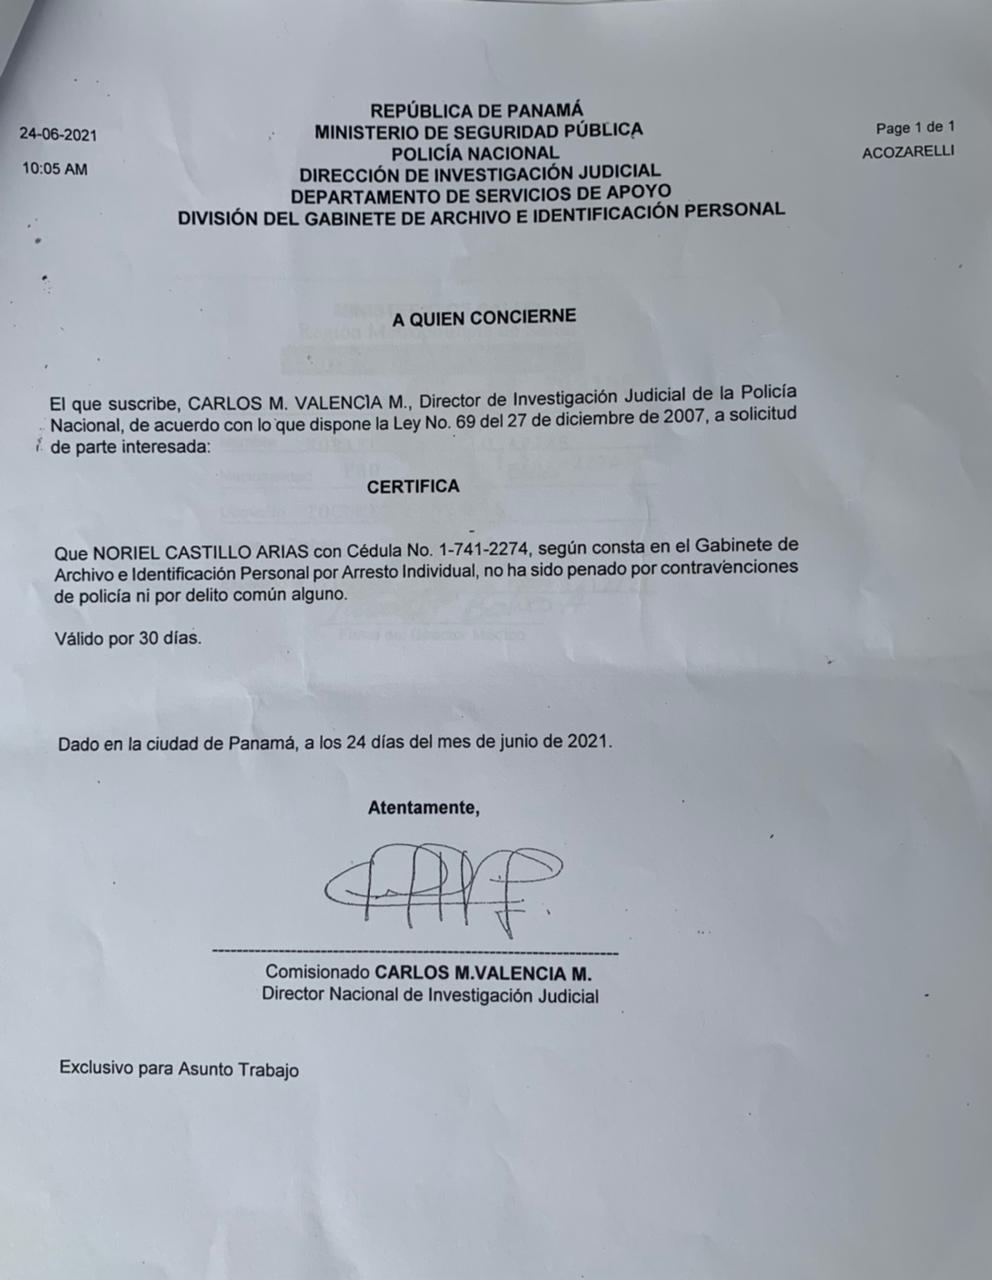 24-06-2021
10:05 AM
REPÚBLICA DE PANAMÁ
MINISTERIO DE SEGURIDAD PÚBLICA
POLICÍA NACIONAL
DIRECCIÓN DE INVESTIGACIÓN JUDICIAL
DEPARTAMENTO DE SERVICIOS DE APOYO
DIVISIÓN DEL GABINETE DE ARCHIVO E IDENTIFICACIÓN PERSONAL
Page 1 de 1
ACOZARELLI
A QUIEN CONCIERNE
El que suscribe, CARLOS M. VALENCIA M., Director de Investigación Judicial de la Policía
Nacional, de acuerdo con lo que dispone la Ley No. 69 del 27 de diciembre de 2007, a solicitud
de parte interesada:
CERTIFICA
Que NORIEL CASTILLO ARIAS con Cédula No. 1-741-2274, según consta en el Gabinete de
Archivo e Identificación Personal por Arresto Individual, no ha sido penado por contravenciones
de policía ni por delito común alguno.
Válido por 30 días.
Dado en la ciudad de Panamá, a los 24 días del mes de junio de 2021.
Atentamente,
Comisionado CARLOS M.VALENCIA M.
Director Nacional de Investigación Judicial
Exclusivo para Asunto Trabajo